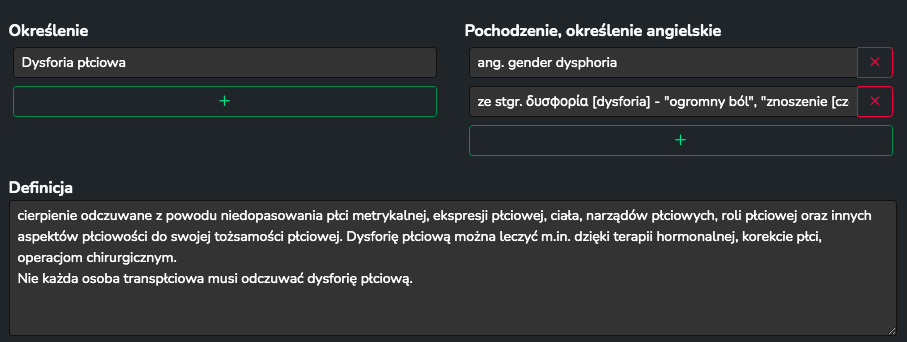 Określenie
Pochodzenie, określenie angielskie
Dysforia płciowa
ang. gender dysphoria
ze stgr. δυσφορία [dysforia] - "ogromny ból", "znoszenie [cz
Definicja
cierpienie odczuwane z powodu niedopasowania płci metrykalnej, ekspresji płciowej, ciała, narządów płciowych, roli płciowej oraz innych
aspektów płciowości do swojej tożsamości płciowej. Dysforię płciową można leczyć m.in. dzięki terapii hormonalnej, korekcie płci,
operacjom chirurgicznym.
Nie każda osoba transpłciowa musi odczuwać dysforię płciową.